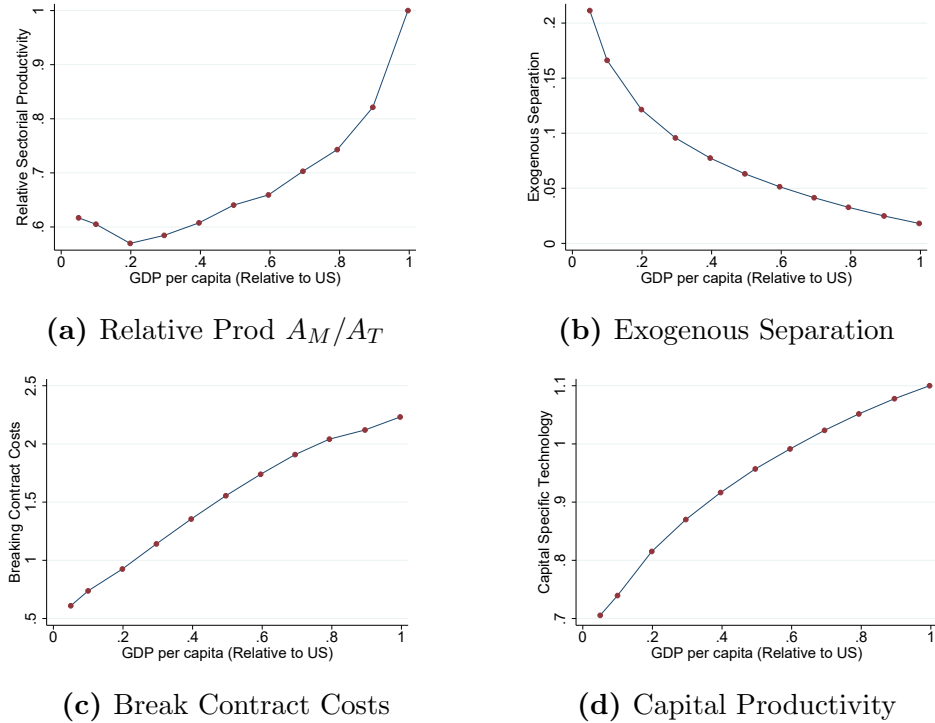 Relative Sectorial Productivity
1
.9
.8
.7
.6
0 .2 .4 .6 .8 1
GDP per capita (Relative to US)
(a) Relative Prod A_M/A_T
Exogenous Separation
.2
.15
.1
.05
0
0 .2 .4 .6 .8 1
GDP per capita (Relative to US)
(b) Exogenous Separation
Breaking Contract Costs
2.5
2
1.5
1
.5
0 .2 .4 .6 .8 1
GDP per capita (Relative to US)
(c) Break Contract Costs
Capital Specific Technology
1.1
1
.9
.8
.7
0 .2 .4 .6 .8 1
GDP per capita (Relative to US)
(d) Capital Productivity